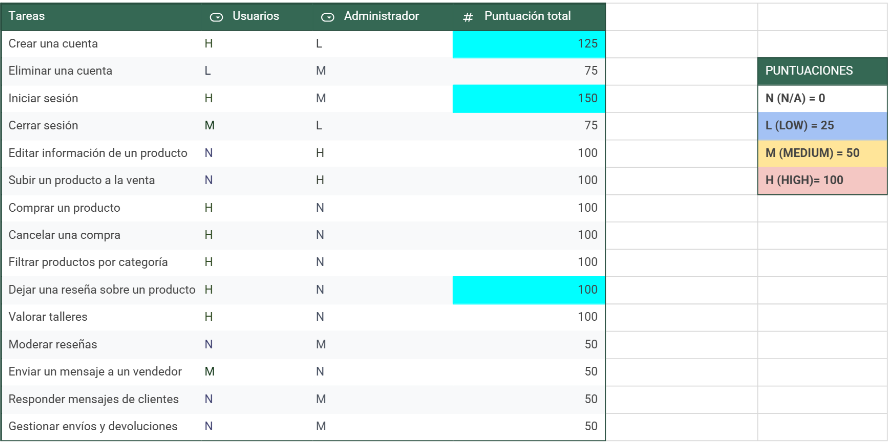 Tareas Usuarios Administrador # Puntuación total
Crear una cuenta H L 125
Eliminar una cuenta L M 75 PUNTUACIONES
Iniciar sesión H M 150 N (N/A) = 0
Cerrar sesión M L 75 L (LOW) = 25
Editar información de un producto N H 100 M (MEDIUM) = 50
Subir un producto a la venta N H 100 H (HIGH)= 100
Comprar un producto H N 100
Cancelar una compra H N 100
Filtrar productos por categoría H N 100
Dejar una reseña sobre un producto H N 100
Valorar talleres H N 100
Moderar reseñas N M 50
Enviar un mensaje a un vendedor M N 50
Responder mensajes de clientes N M 50
Gestionar envíos y devoluciones N M 50